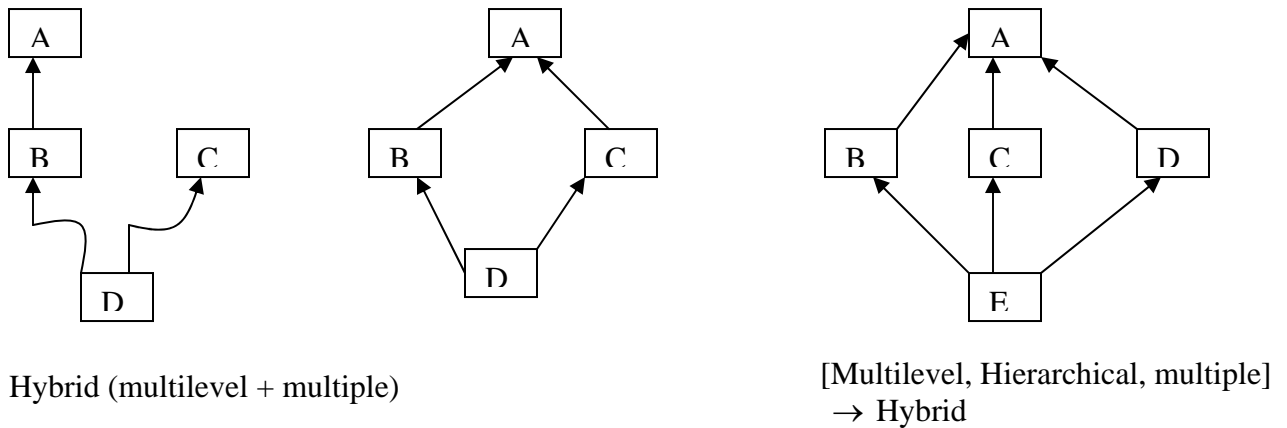 A
B
C
D
A
B
C
D
A
B
C
D
E
Hybrid (multilevel + multiple)
[Multilevel, Hierarchical, multiple]
→ Hybrid